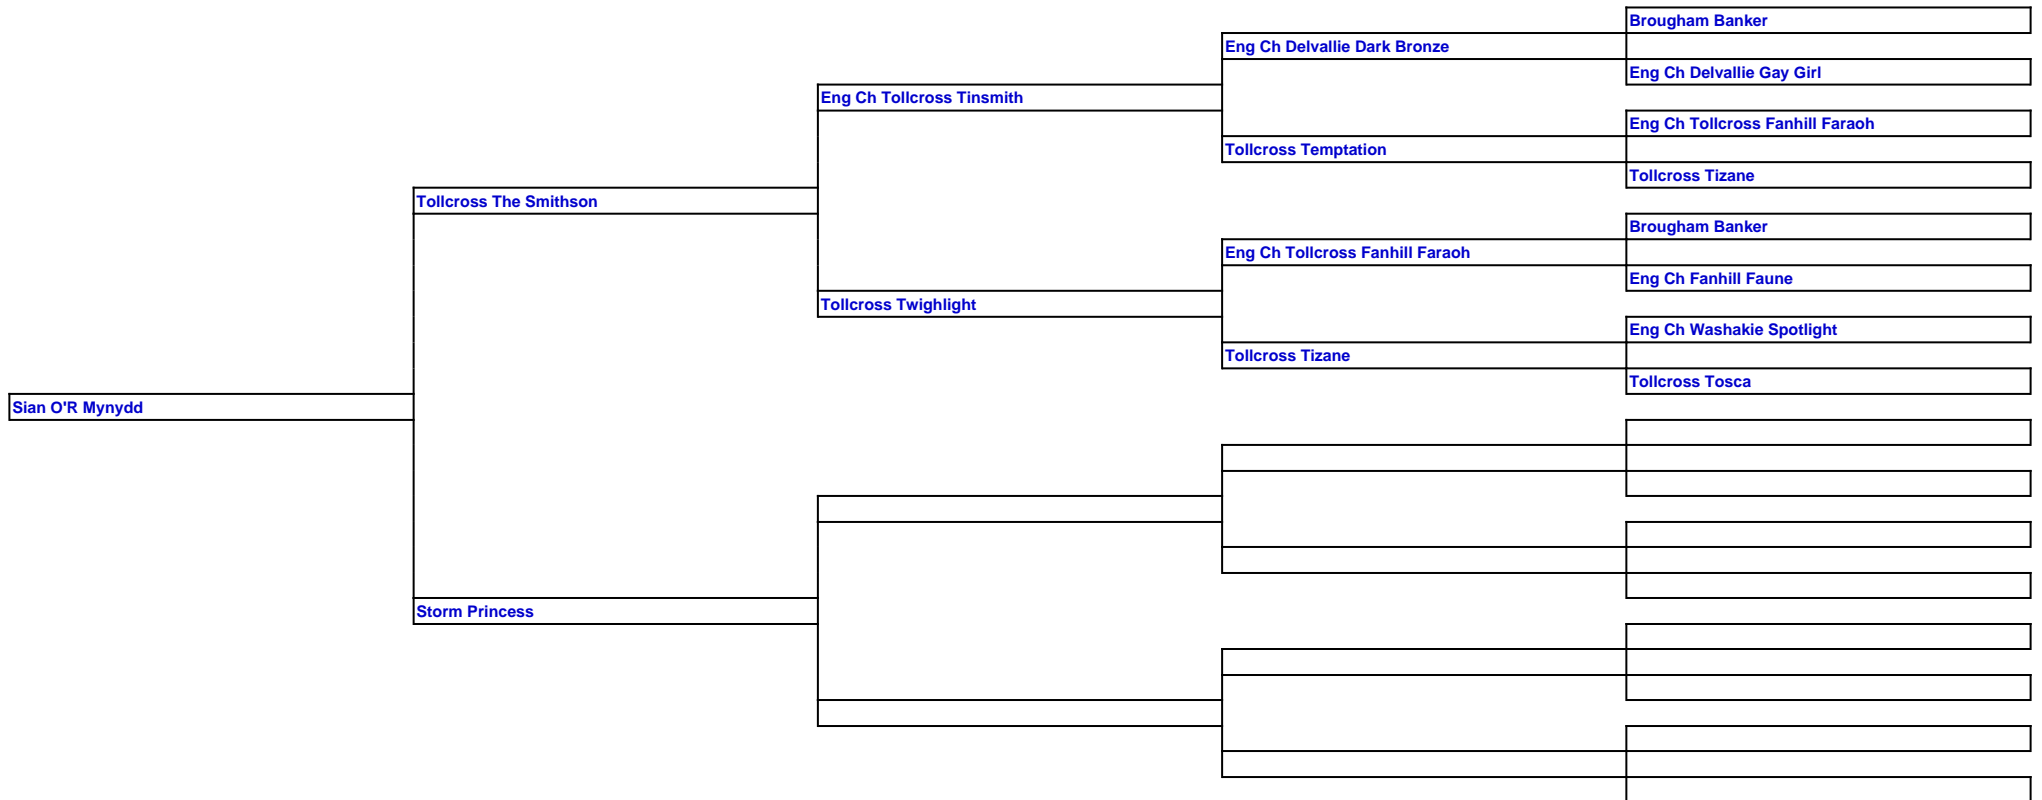 Brougham Banker
Eng Ch Delvallie Dark Bronze
Eng Ch Delvallie Gay Girl
Eng Ch Tollcross Tinsmith
Eng Ch Tollcross Fanhill Faraoh
Tollcross Temptation
Tollcross Tizane
Tollcross The Smithson
Brougham Banker
Eng Ch Tollcross Fanhill Faraoh
Eng Ch Fanhill Faune
Tollcross Twighlight
Eng Ch Washakie Spotlight
Tollcross Tizane
Tollcross Tosca
Sian O'R Mynydd
Storm Princess